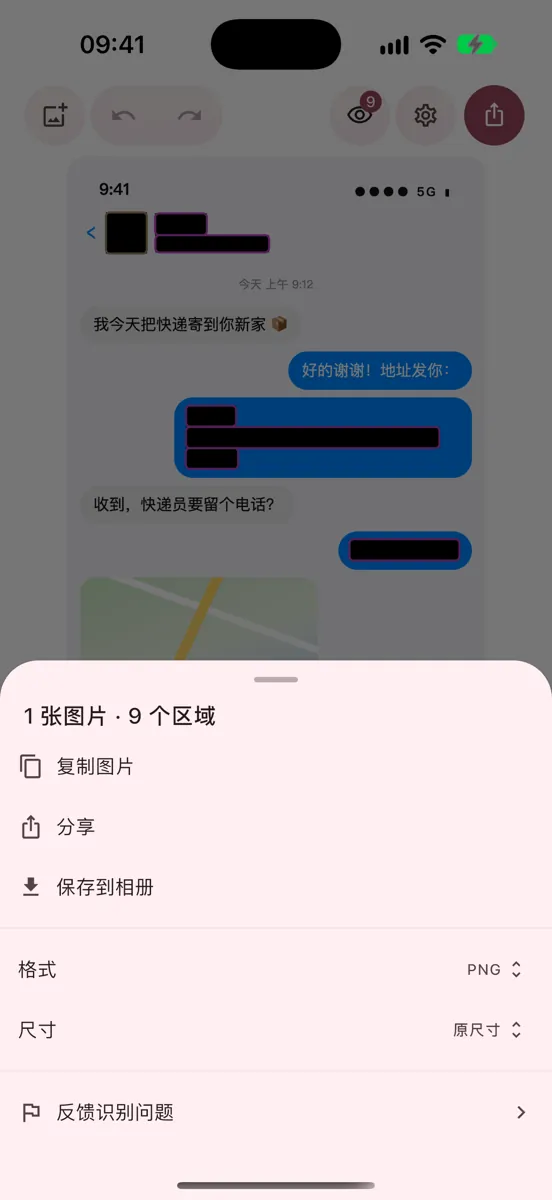 09:41
9
9:41
5G
<
今天 上午 9:12
我今天把快递寄到你新家 📦
好的谢谢！地址发你：
收到，快递员要留个电话？
1 张图片 · 9 个区域
复制图片
分享
保存到相册
格式
PNG
尺寸
原尺寸
反馈识别问题